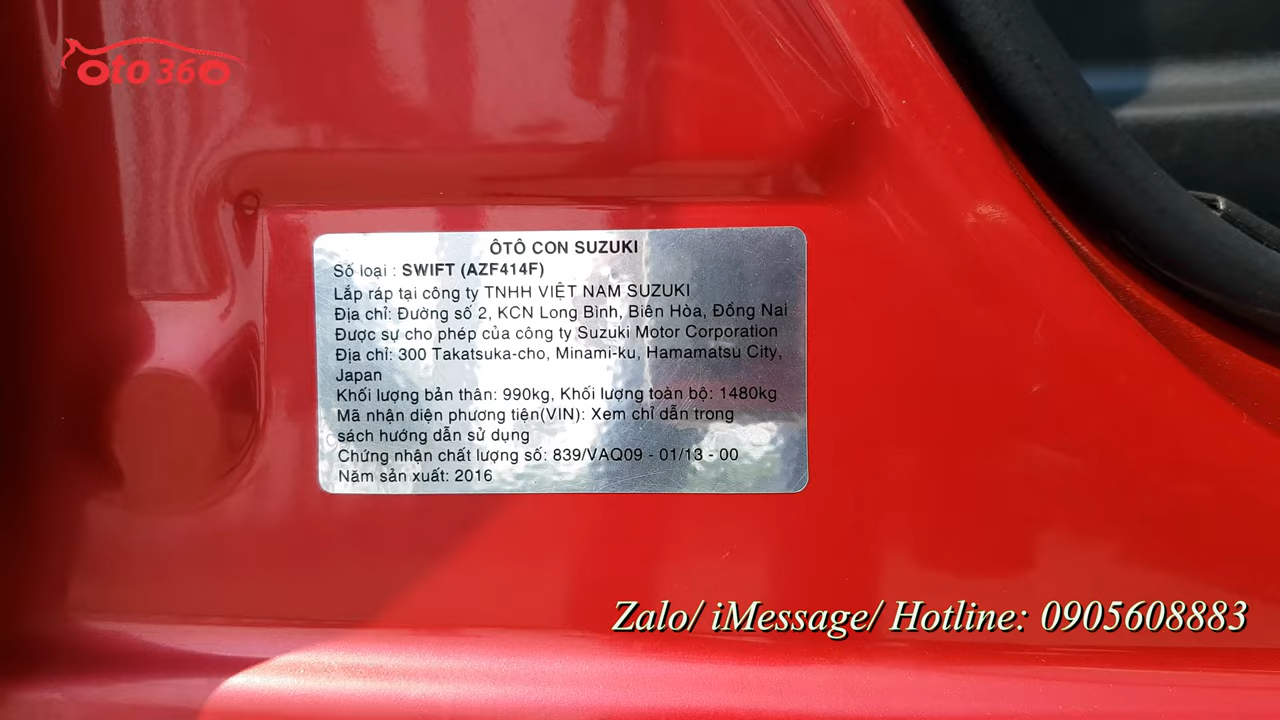 oto360
ÔTÔ CON SUZUKI
Số loại : SWIFT (AZF414F)
Lắp ráp tại công ty TNHH VIỆT NAM SUZUKI
Địa chỉ: Đường số 2, KCN Long Bình, Biên Hòa, Đồng Nai
Được sự cho phép của công ty Suzuki Motor Corporation
Địa chỉ: 300 Takatsuka-cho, Minami-ku, Hamamatsu City,
Japan
Khối lượng bản thân: 990kg, Khối lượng toàn bộ: 1480kg
Mã nhận diện phương tiện(VIN): Xem chỉ dẫn trong
sách hướng dẫn sử dụng
Chứng nhận chất lượng số: 839/VAQ09 - 01/13 - 00
Năm sản xuất: 2016
Zalo/ iMessage/ Hotline: 0905608883